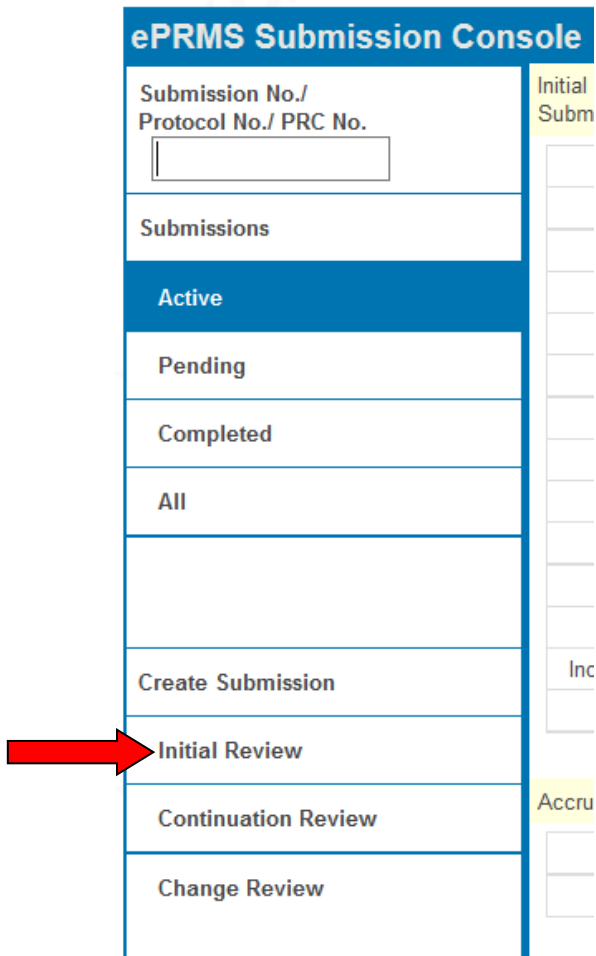 ePRMS Submission Console
Submission No./
Protocol No./ PRC No.
Submissions
Active
Pending
Completed
All
Create Submission
Initial Review
Continuation Review
Change Review
Initial
Subm
Inc
Accru